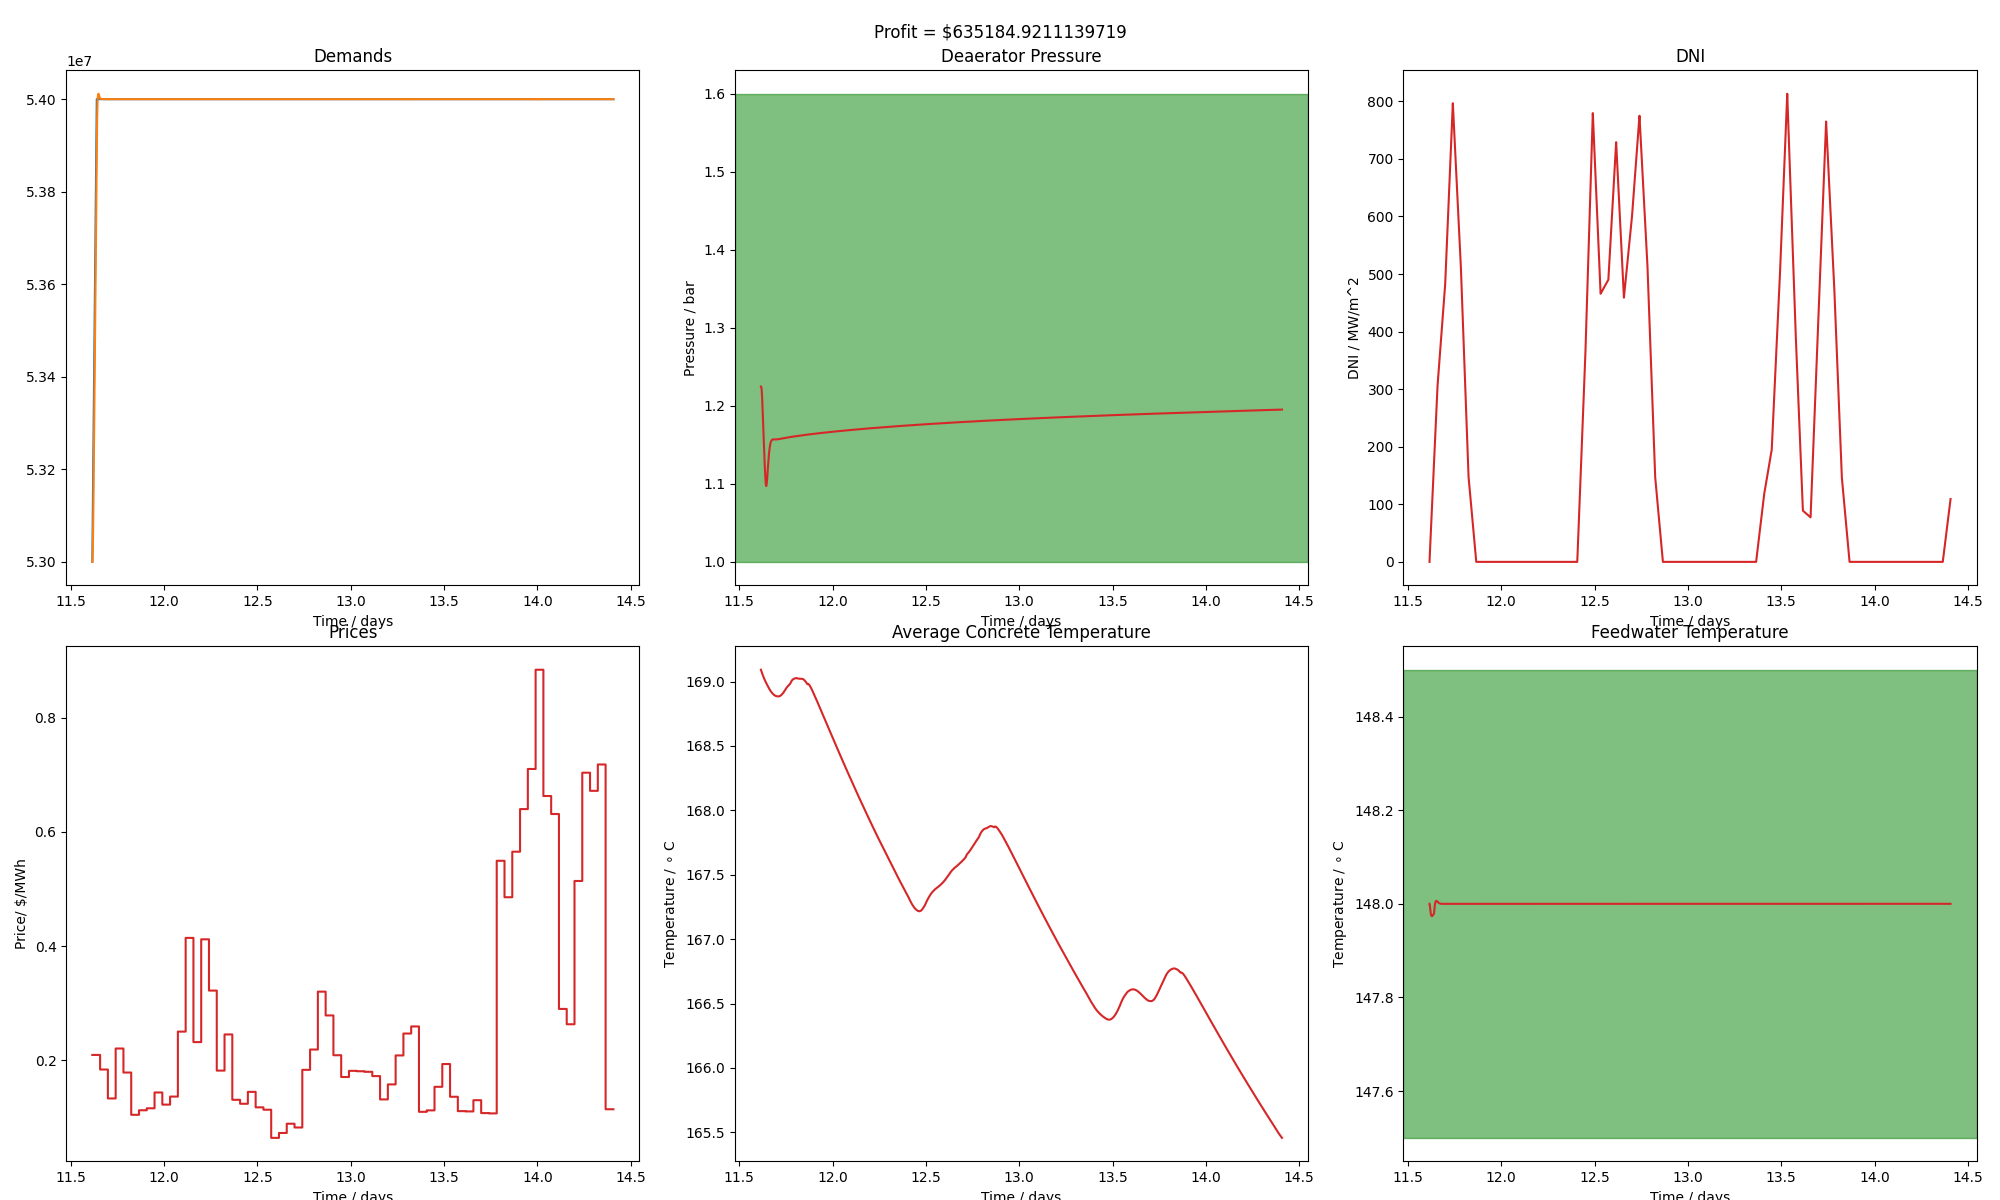 Profit = $635184.9211139719
Demands
1e7
5.40
5.38
5.36
5.34
5.32
5.30
11.5 12.0 12.5 13.0 13.5 14.0 14.5
Time / days
Deaerator Pressure
Pressure / bar
1.6
1.5
1.4
1.3
1.2
1.1
1.0
11.5 12.0 12.5 13.0 13.5 14.0 14.5
Time / days
DNI
DNI / MW/m^2
800
700
600
500
400
300
200
100
0
11.5 12.0 12.5 13.0 13.5 14.0 14.5
Time / days
Prices
Price/ $/MWh
0.8
0.6
0.4
0.2
11.5 12.0 12.5 13.0 13.5 14.0 14.5
Time / days
Average Concrete Temperature
Temperature / ∘ C
169.0
168.5
168.0
167.5
167.0
166.5
166.0
165.5
11.5 12.0 12.5 13.0 13.5 14.0 14.5
Time / days
Feedwater Temperature
Temperature / ∘ C
148.4
148.2
148.0
147.8
147.6
11.5 12.0 12.5 13.0 13.5 14.0 14.5
Time / days